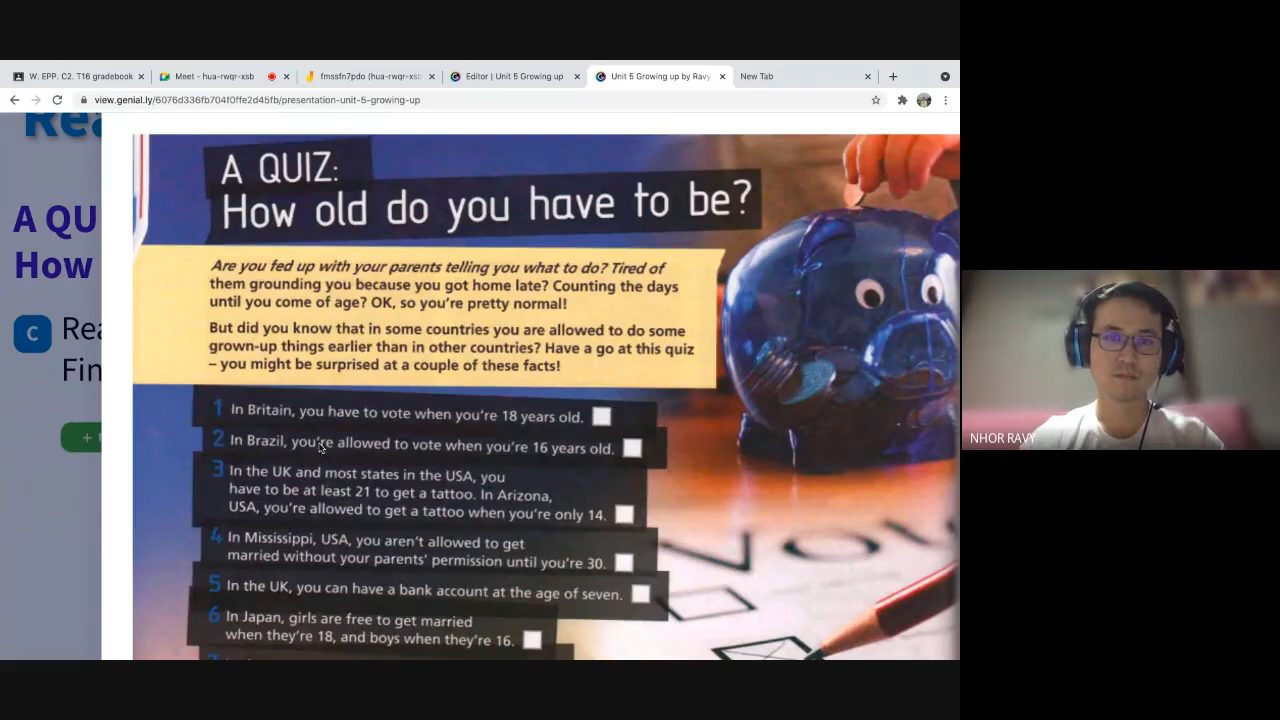 W. EPP. C2. T16 gradebook
Meet - hua-rwqr-xsb
fmssfn7pdo (hua-rwqr-xsb
Editor | Unit 5 Growing up
Unit 5 Growing up by Ravy
New Tab
view.genial.ly/6076d336fb704f0ffe2d45fb/presentation-unit-5-growing-up
A QU
How
C
Rea
Fin
+
A QUIZ:
How old do you have to be?
Are you fed up with your parents telling you what to do? Tired of
them grounding you because you got home late? Counting the days
until you come of age? OK, so you're pretty normal!
But did you know that in some countries you are allowed to do some
grown-up things earlier than in other countries? Have a go at this quiz
– you might be surprised at a couple of these facts!
1 In Britain, you have to vote when you're 18 years old.
2 In Brazil, you're allowed to vote when you're 16 years old.
3 In the UK and most states in the USA, you
have to be at least 21 to get a tattoo. In Arizona,
USA, you're allowed to get a tattoo when you're only 14.
4 In Mississippi, USA, you aren't allowed to get
married without your parents' permission until you're 30.
5 In the UK, you can have a bank account at the age of seven.
6 In Japan, girls are free to get married
when they're 18, and boys when they're 16.
VOU
NHOR RAVY